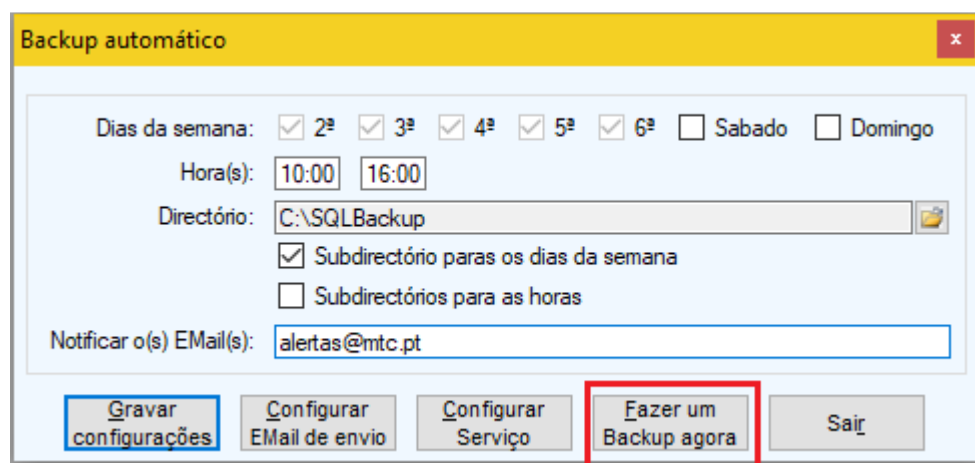 Backup automático x
Dias da semana: 2ª 3ª 4ª 5ª 6ª Sabado Domingo
Hora(s): 10:00 16:00
Directório: C:\SQLBackup
Subdirectório paras os dias da semana
Subdirectórios para as horas
Notificar o(s) EMail(s): alertas@mtc.pt
Gravar configurações
Configurar EMail de envio
Configurar Serviço
Fazer um Backup agora
Sair